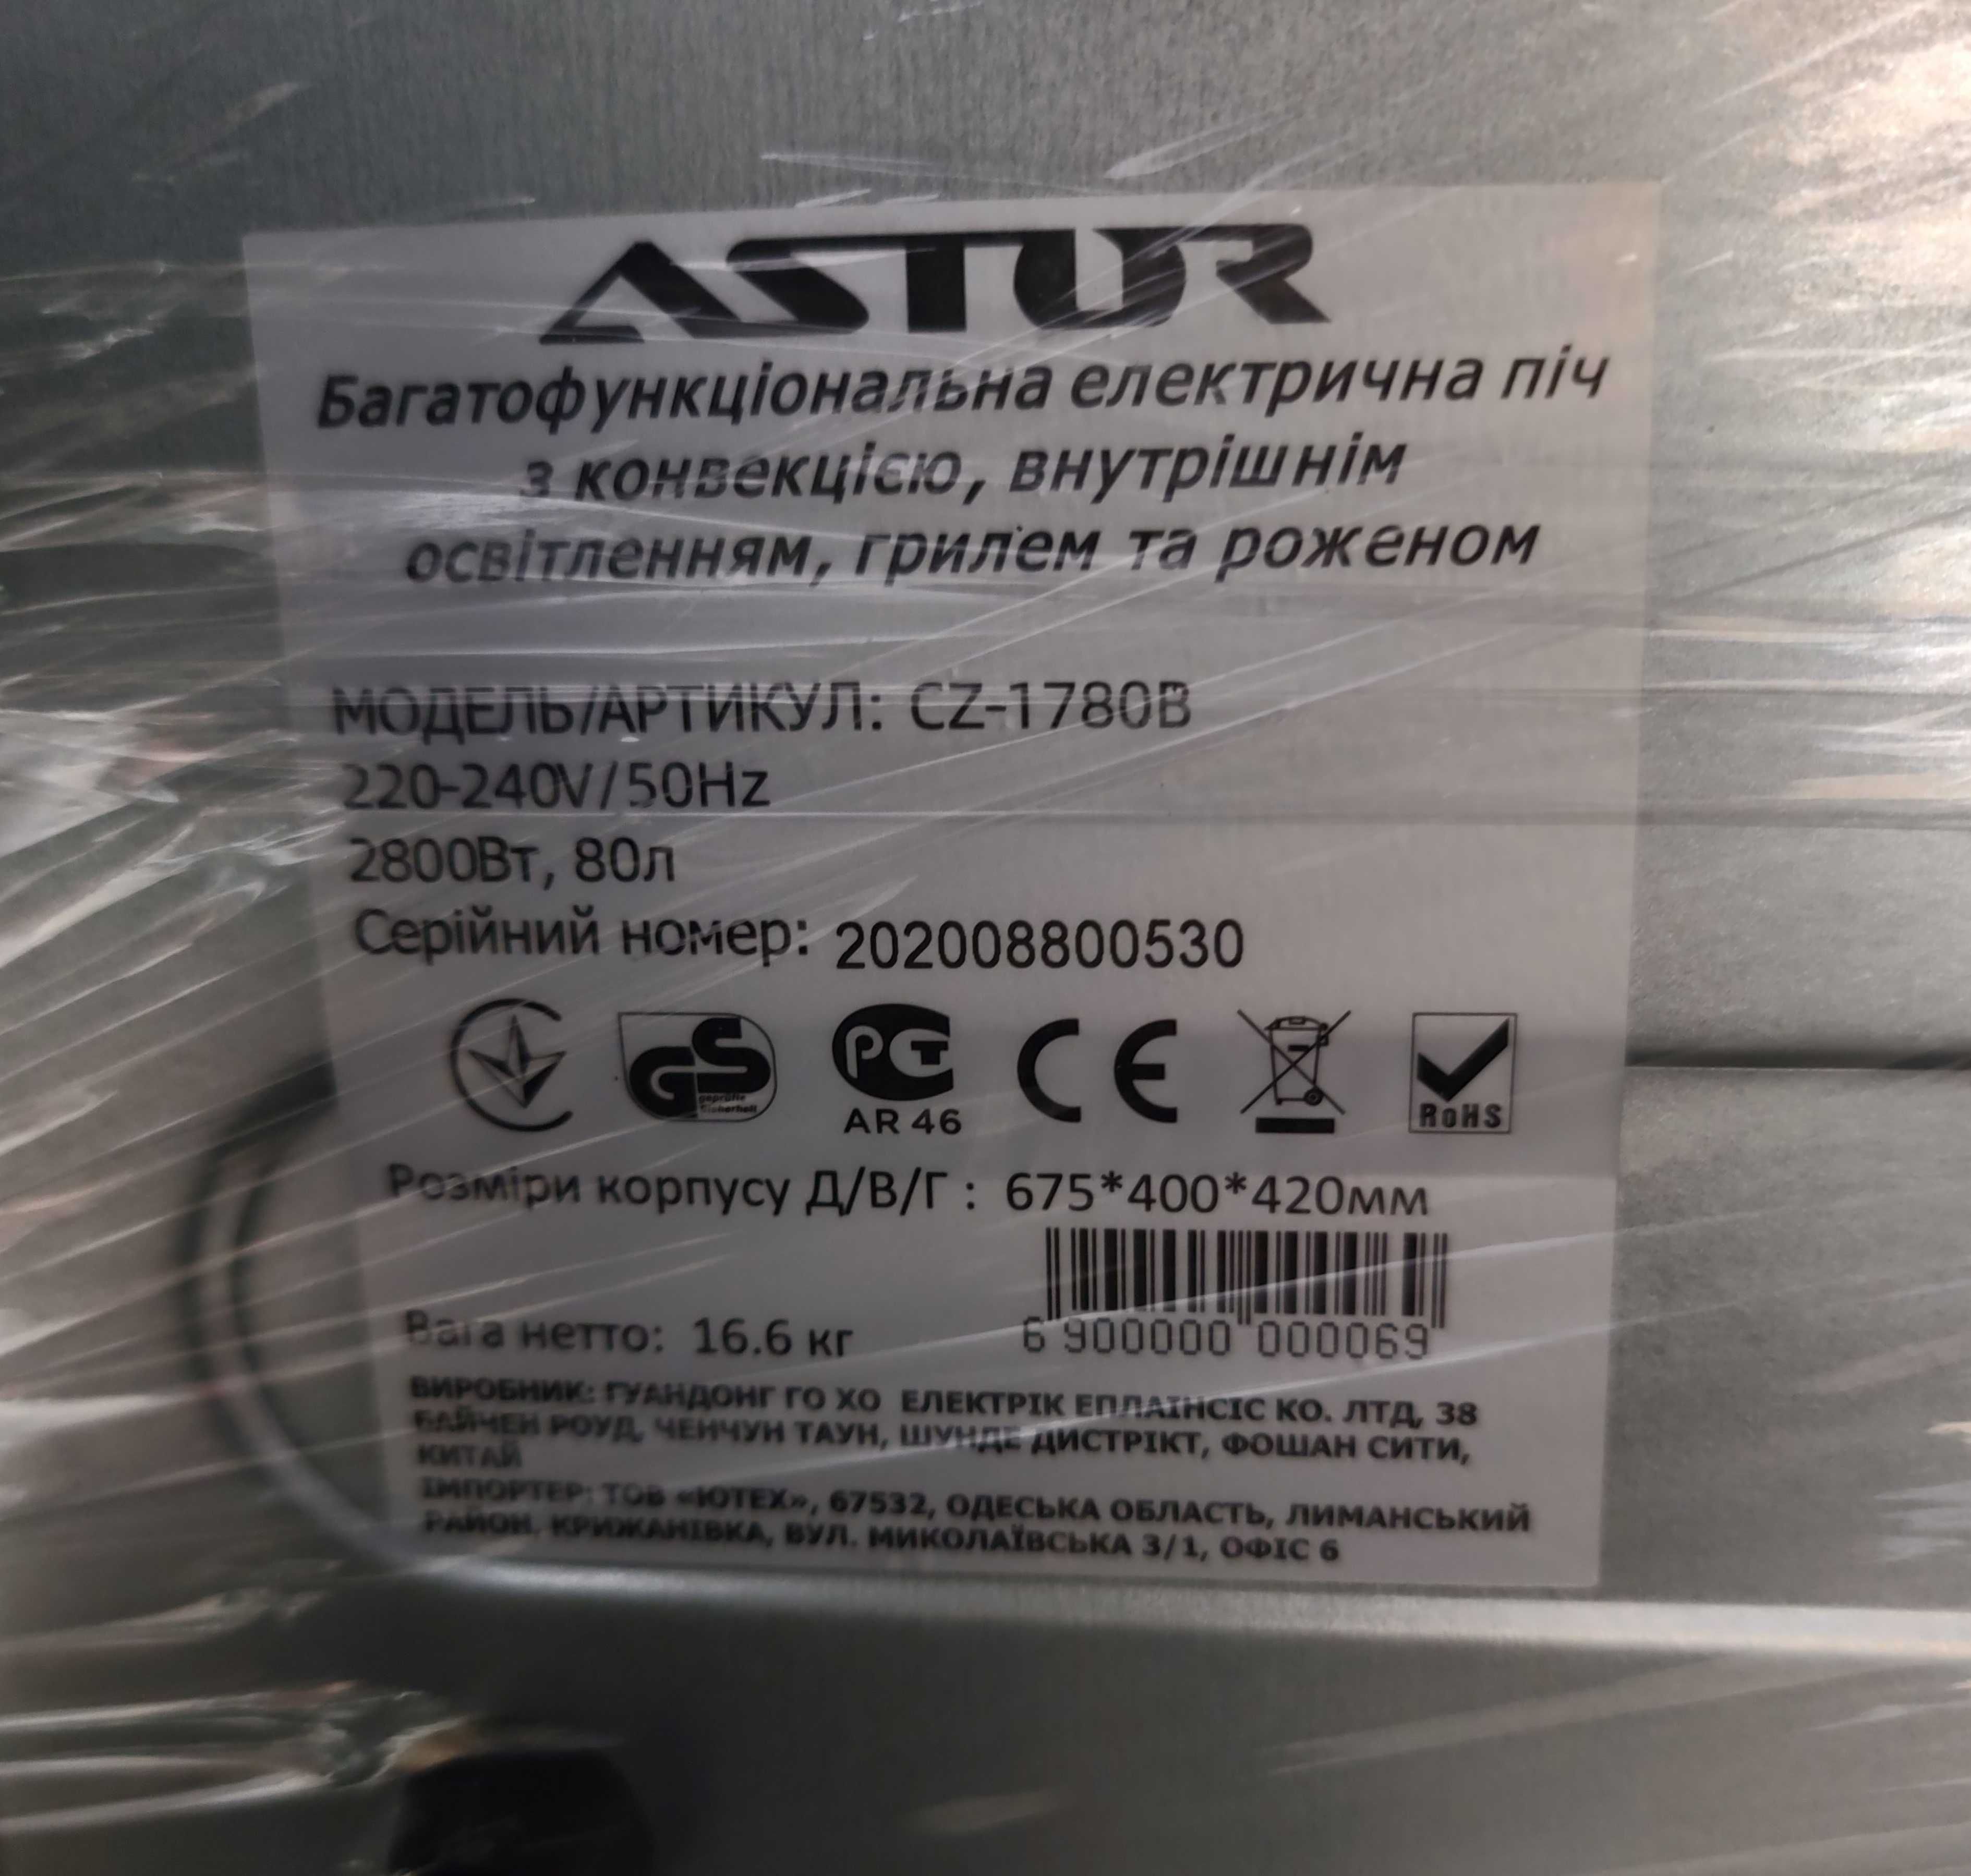 ASTOR
Багатофункціональна електрична піч
з конвекцією, внутрішнім
освітленням, грилем та роженом
МОДЕЛЬ/АРТИКУЛ: CZ-1780B
220-240V/50Hz
2800Вт, 80л
Серійний номер: 202008800530
GS geprüfte Sicherheit
РСТ
AR 46
CE
RoHS
Розміри корпусу Д/В/Г : 675*400*420мм
Вага нетто: 16.6 кг
6 900000 000069
ВИРОБНИК: ГУАНДОНГ ГО ХО ЕЛЕКТРІК ЕПЛАІНСІС КО. ЛТД, 38
БАЙЧЕН РОУД, ЧЕНЧУН ТАУН, ШУНДЕ ДИСТРІКТ, ФОШАН СИТИ,
КИТАЙ
ІМПОРТЕР: ТОВ «ЮТЕХ», 67532, ОДЕСЬКА ОБЛАСТЬ, ЛИМАНСЬКИЙ
РАЙОН, КРИЖАНІВКА, ВУЛ. МИКОЛАЇВСЬКА 3/1, ОФІС 6